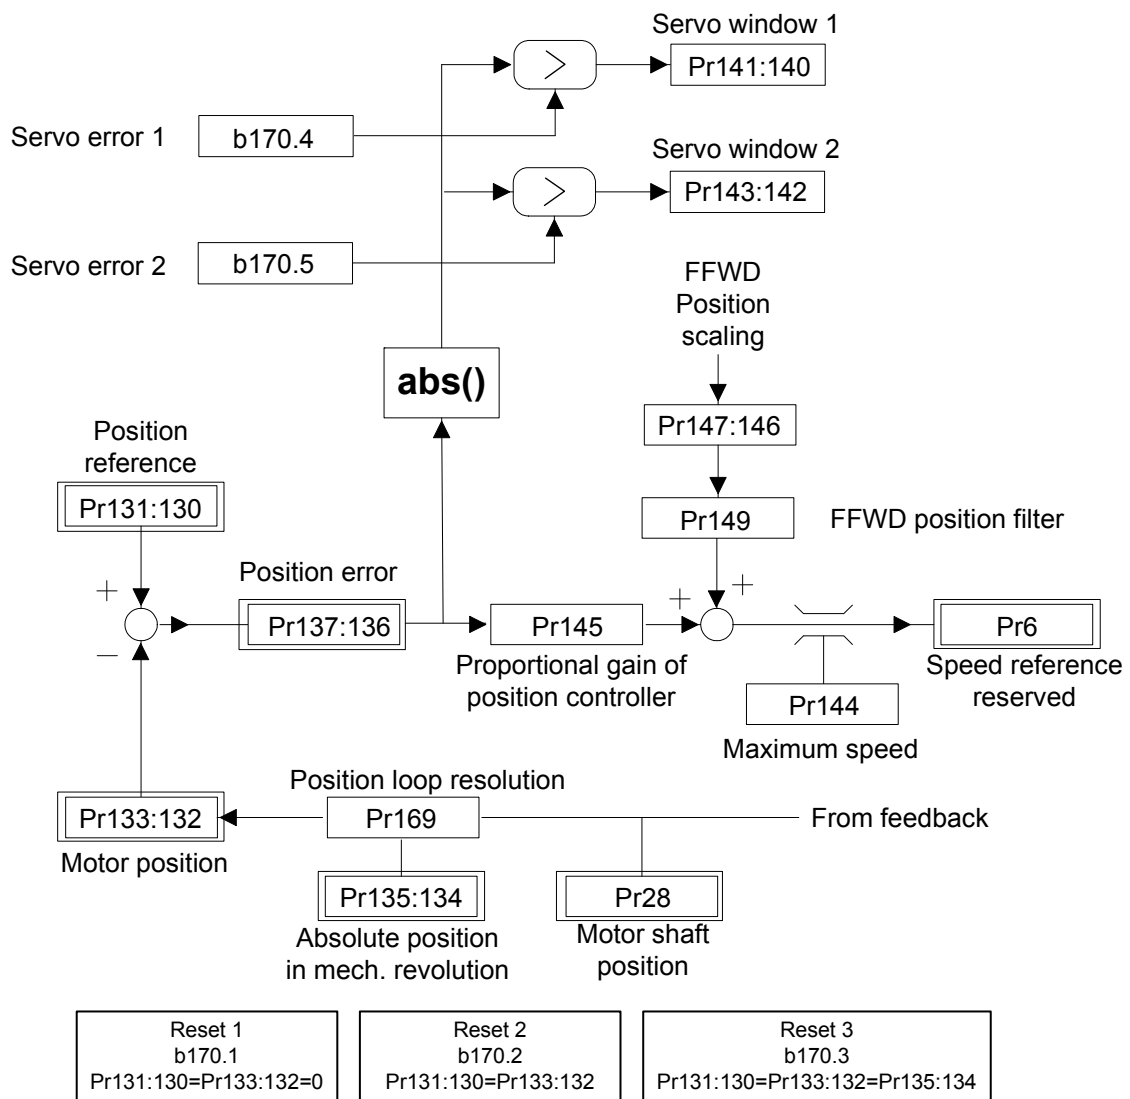 Servo window 1
>
Pr141:140
Servo error 1
b170.4
Servo window 2
>
Pr143:142
Servo error 2
b170.5
FFWD
Position
scaling
abs()
Pr147:146
Position
reference
Pr131:130
Pr149
FFWD position filter
+
Position error
+
+
Pr137:136
Pr145
Pr6
−
Proportional gain of
position controller
Speed reference
reserved
Pr144
Maximum speed
Position loop resolution
Pr133:132
Pr169
From feedback
Motor position
Pr135:134
Pr28
Absolute position
in mech. revolution
Motor shaft
position
Reset 1
b170.1
Pr131:130=Pr133:132=0
Reset 2
b170.2
Pr131:130=Pr133:132
Reset 3
b170.3
Pr131:130=Pr133:132=Pr135:134